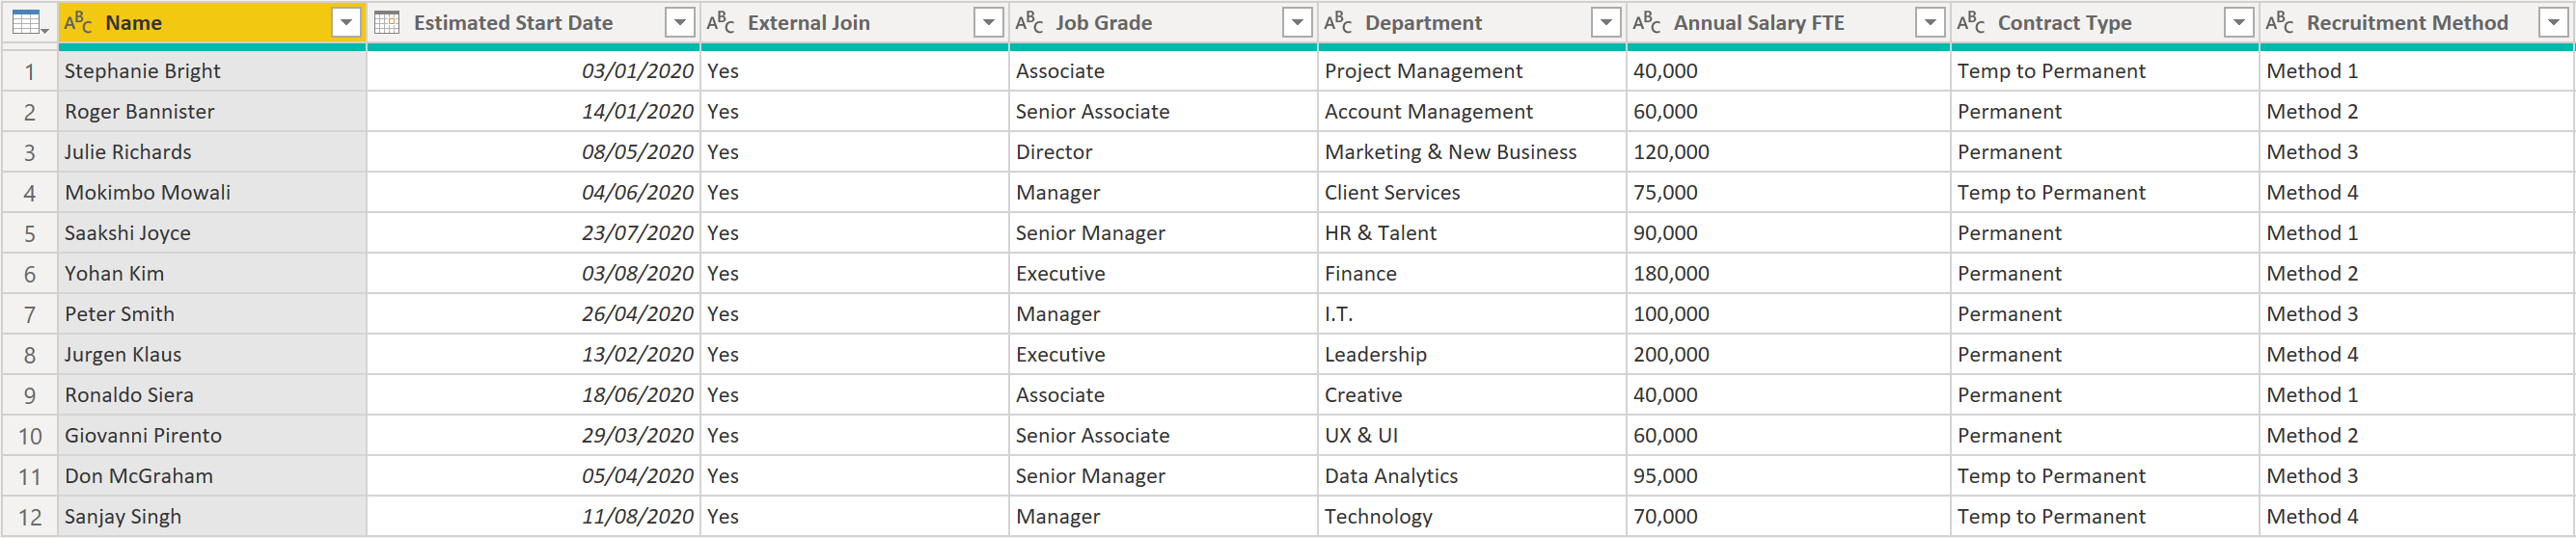 ABC Name Estimated Start Date ABC External Join ABC Job Grade ABC Department ABC Annual Salary FTE ABC Contract Type ABC Recruitment Method
1 Stephanie Bright 03/01/2020 Yes Associate Project Management 40,000 Temp to Permanent Method 1
2 Roger Bannister 14/01/2020 Yes Senior Associate Account Management 60,000 Permanent Method 2
3 Julie Richards 08/05/2020 Yes Director Marketing & New Business 120,000 Permanent Method 3
4 Mokimbo Mowali 04/06/2020 Yes Manager Client Services 75,000 Temp to Permanent Method 4
5 Saakshi Joyce 23/07/2020 Yes Senior Manager HR & Talent 90,000 Permanent Method 1
6 Yohan Kim 03/08/2020 Yes Executive Finance 180,000 Permanent Method 2
7 Peter Smith 26/04/2020 Yes Manager I.T. 100,000 Permanent Method 3
8 Jurgen Klaus 13/02/2020 Yes Executive Leadership 200,000 Permanent Method 4
9 Ronaldo Siera 18/06/2020 Yes Associate Creative 40,000 Permanent Method 1
10 Giovanni Pirento 29/03/2020 Yes Senior Associate UX & UI 60,000 Permanent Method 2
11 Don McGraham 05/04/2020 Yes Senior Manager Data Analytics 95,000 Temp to Permanent Method 3
12 Sanjay Singh 11/08/2020 Yes Manager Technology 70,000 Temp to Permanent Method 4